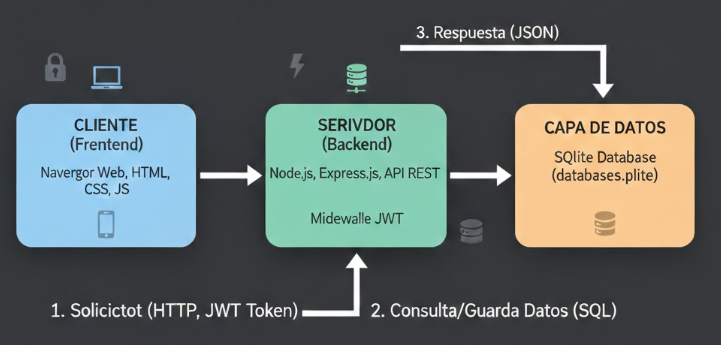 3. Respuesta (JSON)
CLIENTE
(Frentend)
Navergor Web, HTML,
CSS, JS
SERIVDOR
(Backend)
Node.js, Express.js, API REST
Midewalle JWT
CAPA DE DATOS
SQlite Database
(databases.plite)
1. Solicictot (HTTP, JWT Token)
2. Consulta/Guarda Datos (SQL)